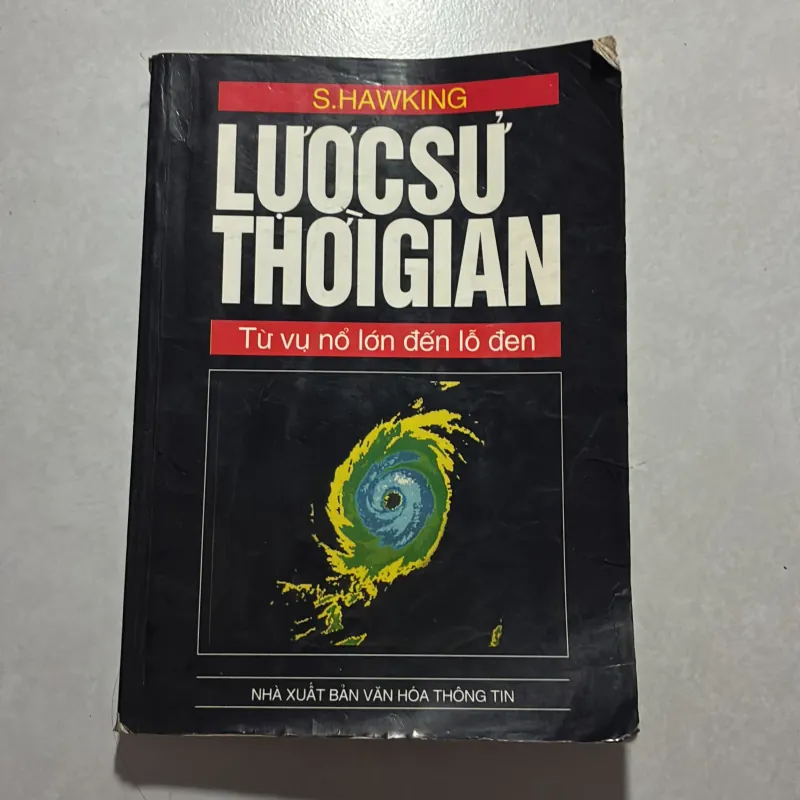 S.HAWKING
LƯỢC SỬ
THỜI GIAN
Từ vụ nổ lớn đến lỗ đen
NHÀ XUẤT BẢN VĂN HÓA THÔNG TIN